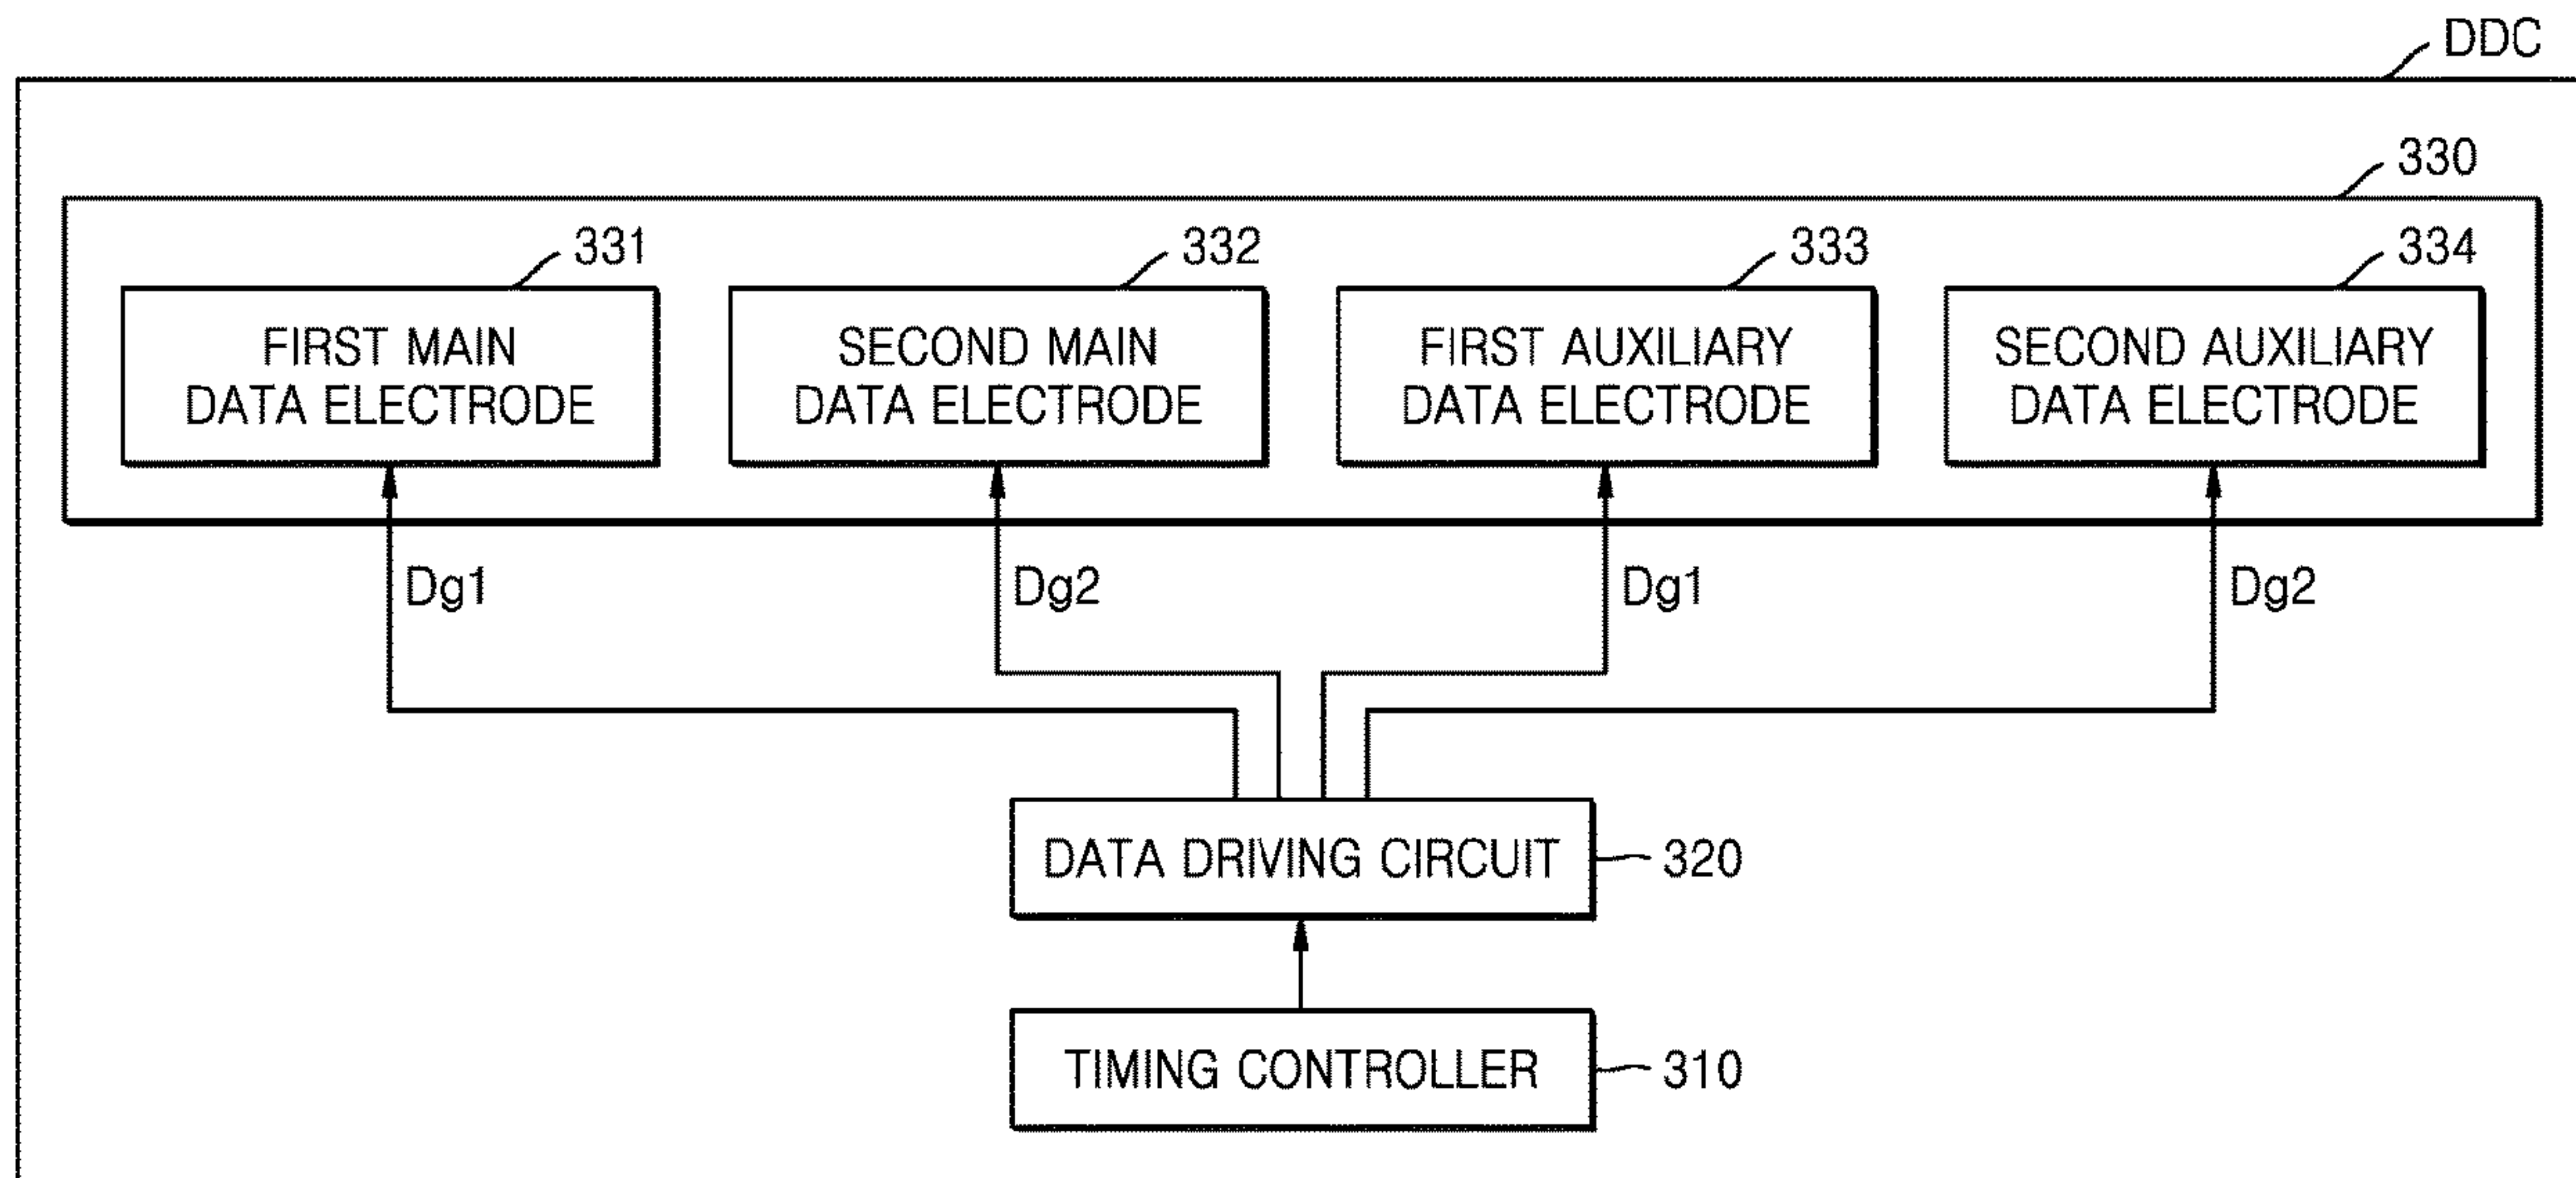 DDC
330
331
332
333
334
FIRST MAIN
DATA ELECTRODE
SECOND MAIN
DATA ELECTRODE
FIRST AUXILIARY
DATA ELECTRODE
SECOND AUXILIARY
DATA ELECTRODE
Dg1
Dg2
Dg1
Dg2
DATA DRIVING CIRCUIT
320
TIMING CONTROLLER
310